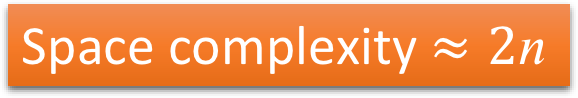 Space complexity ≈ 2n